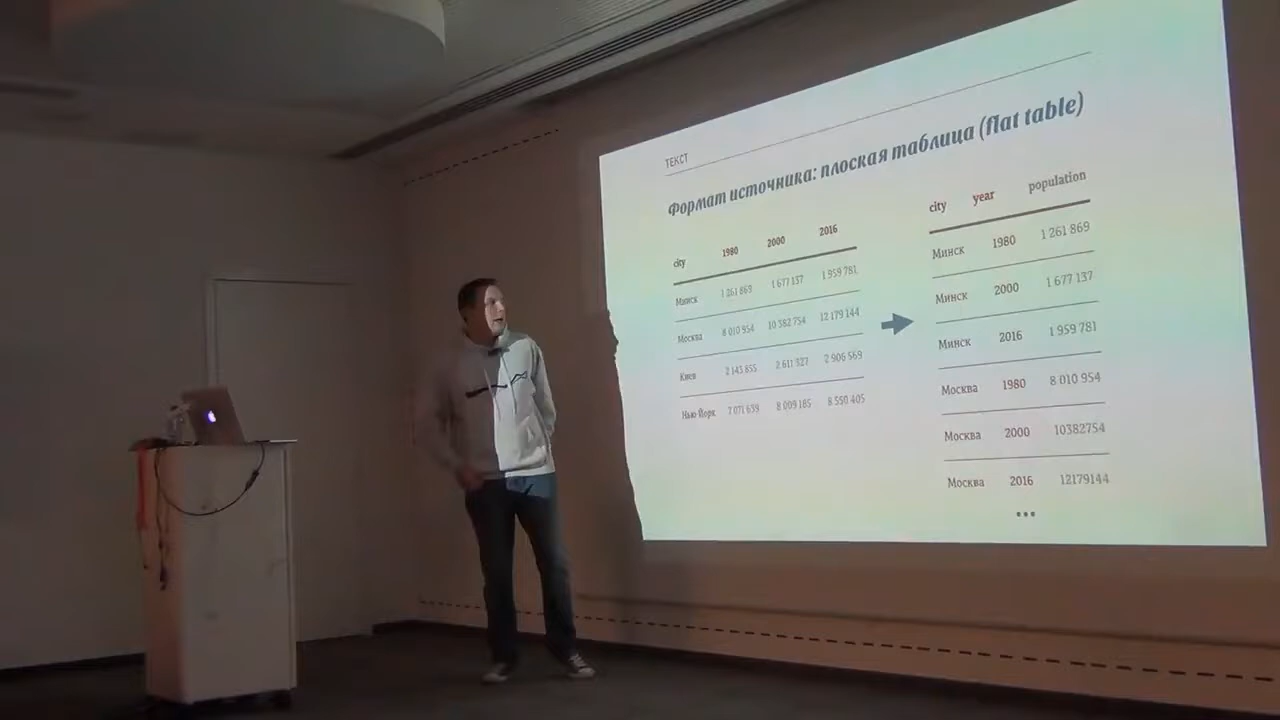 ТЕКСТ
Формат источника: плоская таблица (flat table)
city 1980 2000 2016
Минск 1 261 869 1 677 137 1 959 781
Москва 8 010 954 10 382 754 12 179 144
Киев 2 143 855 2 611 327 2 906 569
Нью-Йорк 7 071 639 8 009 185 8 550 405
city year population
Минск 1980 1 261 869
Минск 2000 1 677 137
Минск 2016 1 959 781
Москва 1980 8 010 954
Москва 2000 10382754
Москва 2016 12179144
...